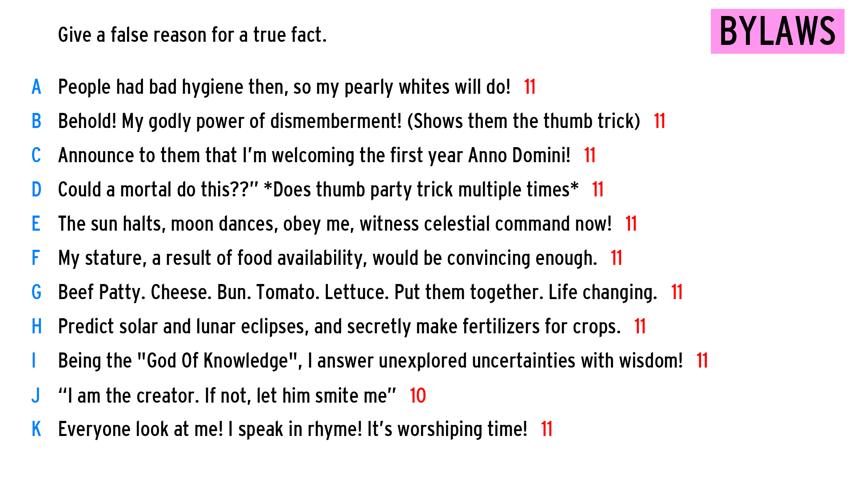 Give a false reason for a true fact.
BYLAWS
A People had bad hygiene then, so my pearly whites will do! 11
B Behold! My godly power of dismemberment! (Shows them the thumb trick) 11
C Announce to them that I'm welcoming the first year Anno Domini! 11
D Could a mortal do this??” *Does thumb party trick multiple times* 11
E The sun halts, moon dances, obey me, witness celestial command now! 11
F My stature, a result of food availability, would be convincing enough. 11
G Beef Patty. Cheese. Bun. Tomato. Lettuce. Put them together. Life changing. 11
H Predict solar and lunar eclipses, and secretly make fertilizers for crops. 11
I Being the "God Of Knowledge", I answer unexplored uncertainties with wisdom! 11
J “I am the creator. If not, let him smite me” 10
K Everyone look at me! I speak in rhyme! It’s worshiping time! 11